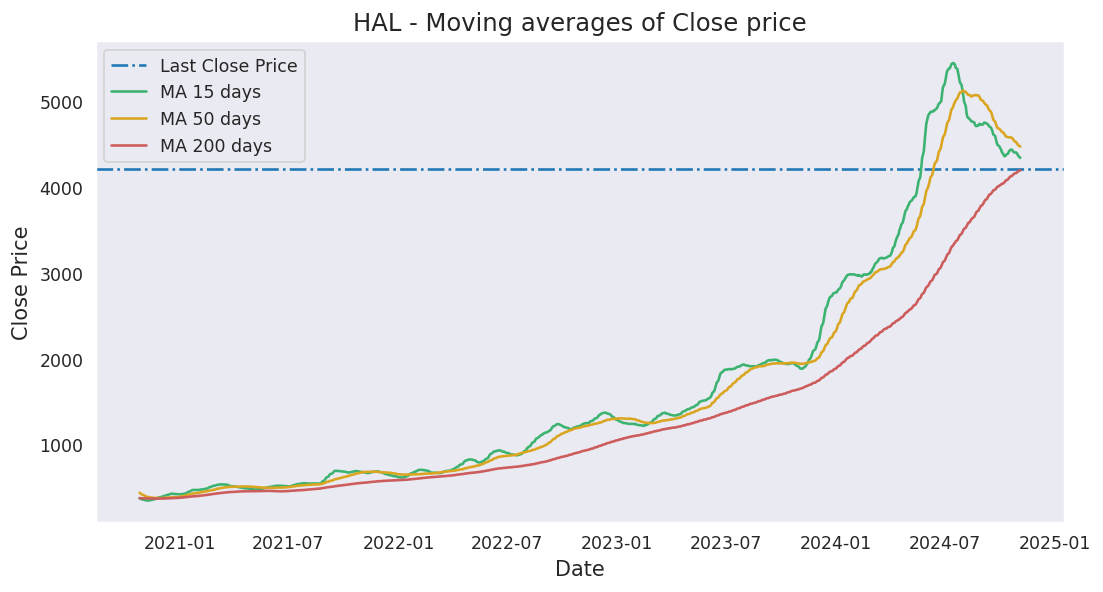 HAL - Moving averages of Close price
Last Close Price
MA 15 days
MA 50 days
MA 200 days
Close Price
5000
4000
3000
2000
1000
2021-01
2021-07
2022-01
2022-07
2023-01
2023-07
2024-01
2024-07
2025-01
Date